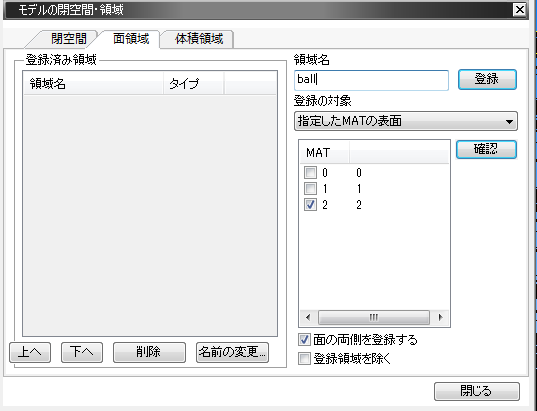 モデルの閉空間・領域
閉空間 面領域 体積領域
登録済み領域
領域名 タイプ
領域名
ball 登録
登録の対象
指定したMATの表面
MAT 確認
0 0
1 1
2 2
面の両側を登録する
登録領域を除く
上へ 下へ 削除 名前の変更...
閉じる